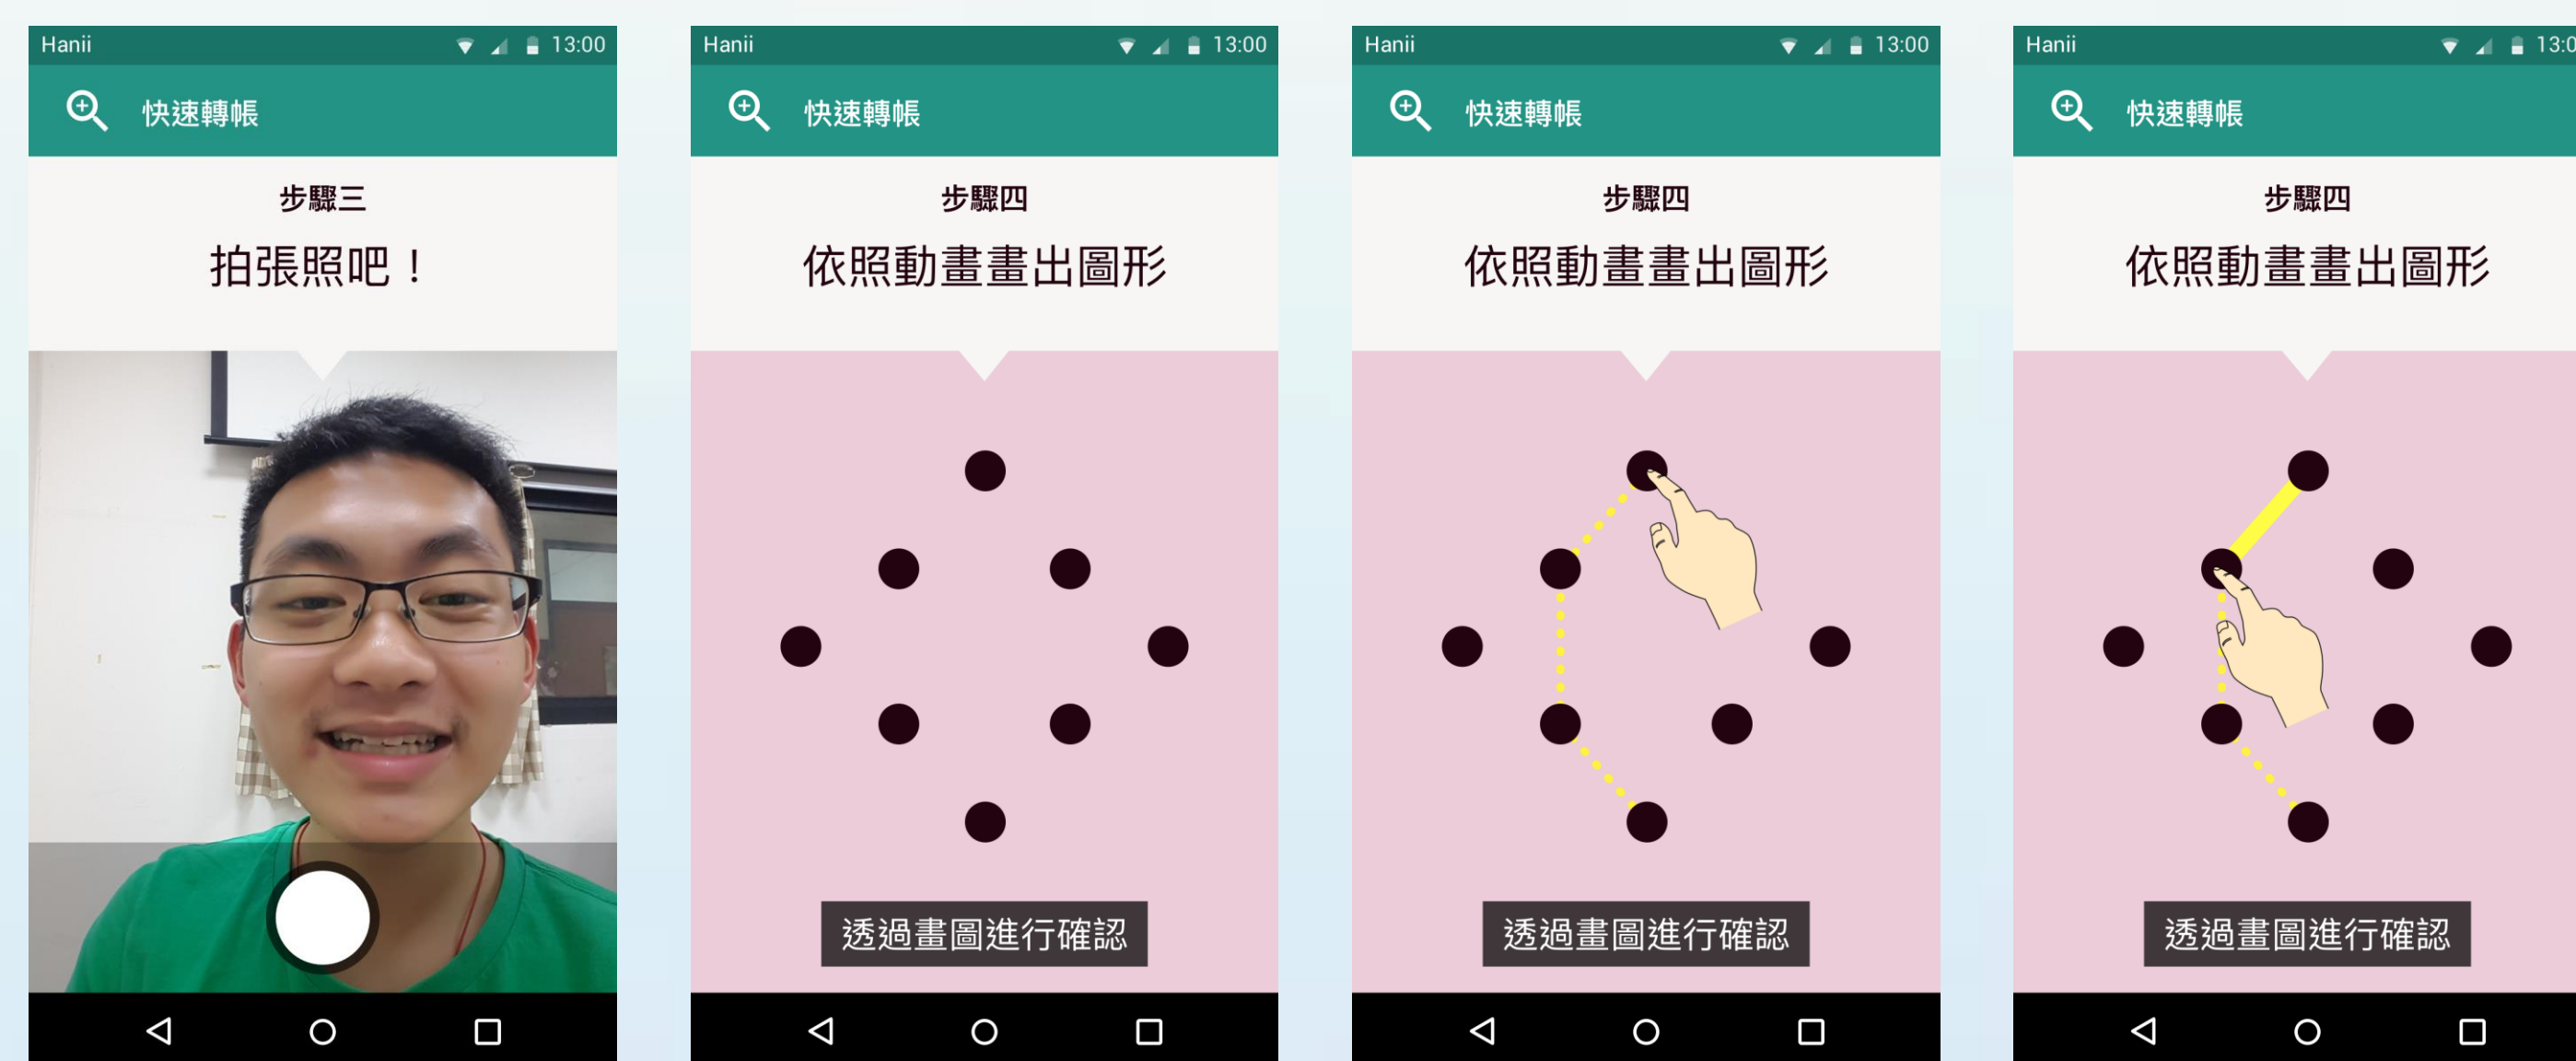 Hanii 13:00
快速轉帳
步驟三
拍張照吧！
Hanii 13:00
快速轉帳
步驟四
依照動畫畫出圖形
透過畫圖進行確認
Hanii 13:00
快速轉帳
步驟四
依照動畫畫出圖形
透過畫圖進行確認
Hanii 13:0
快速轉帳
步驟四
依照動畫畫出圖形
透過畫圖進行確認